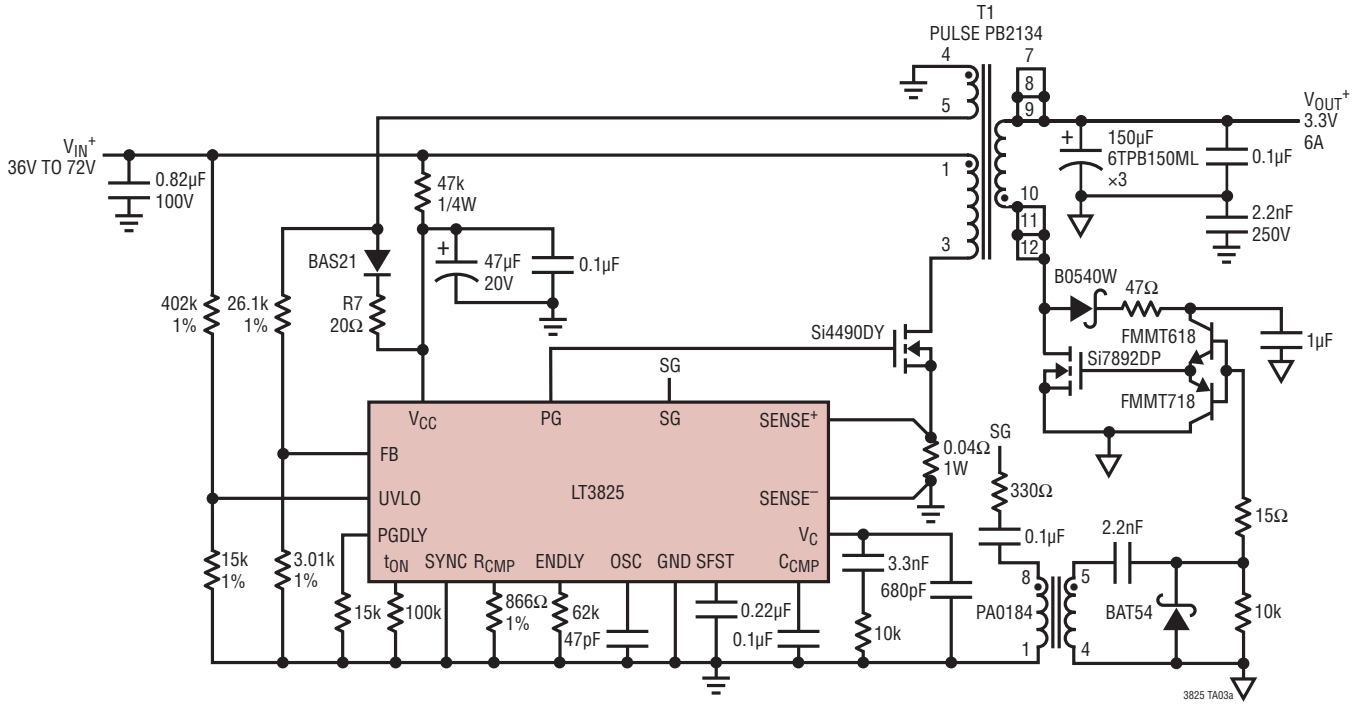 T1
PULSE PB2134
4
5
7
8
9
V_OUT+
3.3V
6A
V_IN+
36V TO 72V
0.82µF
100V
47k
1/4W
1
3
150µF
6TPB150ML
×3
0.1µF
10
11
12
2.2nF
250V
BAS21
47µF
20V
0.1µF
B0540W
47Ω
402k
1%
26.1k
1%
R7
20Ω
Si4490DY
FMMT618
Si7892DP
1µF
SG
FMMT718
V_CC
PG
SG
SENSE+
FB
0.04Ω
1W
SG
LT3825
UVLO
SENSE−
330Ω
15Ω
PGDLY
V_C
2.2nF
0.1µF
15k
1%
3.01k
1%
t_ON
SYNC
R_CMP
ENDLY
OSC
GND
SFST
C_CMP
3.3nF
680pF
8
5
PA0184
BAT54
10k
15k
100k
866Ω
1%
62k
47pF
0.22µF
0.1µF
10k
1
4
3825 TA03a